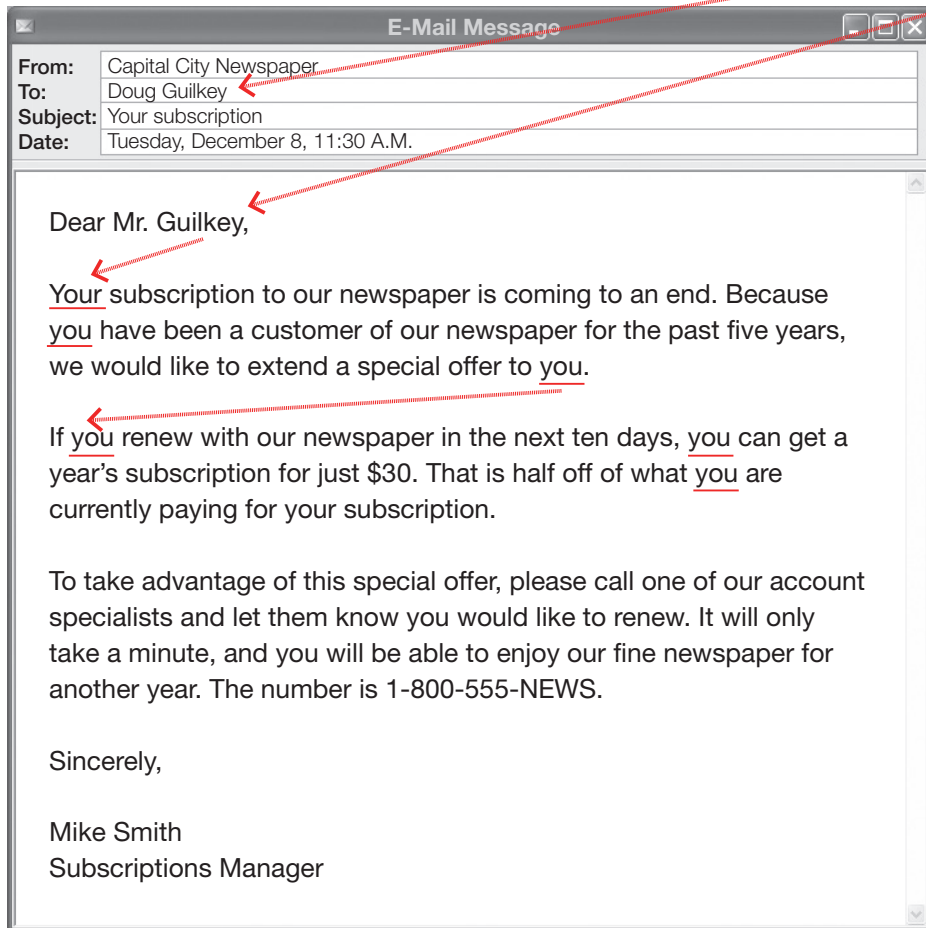 E-Mail Message
From: Capital City Newspaper
To: Doug Guilkey
Subject: Your subscription
Date: Tuesday, December 8, 11:30 A.M.
Dear Mr. Guilkey,
Your subscription to our newspaper is coming to an end. Because
you have been a customer of our newspaper for the past five years,
we would like to extend a special offer to you.
If you renew with our newspaper in the next ten days, you can get a
year’s subscription for just $30. That is half off of what you are
currently paying for your subscription.
To take advantage of this special offer, please call one of our account
specialists and let them know you would like to renew. It will only
take a minute, and you will be able to enjoy our fine newspaper for
another year. The number is 1-800-555-NEWS.
Sincerely,
Mike Smith
Subscriptions Manager